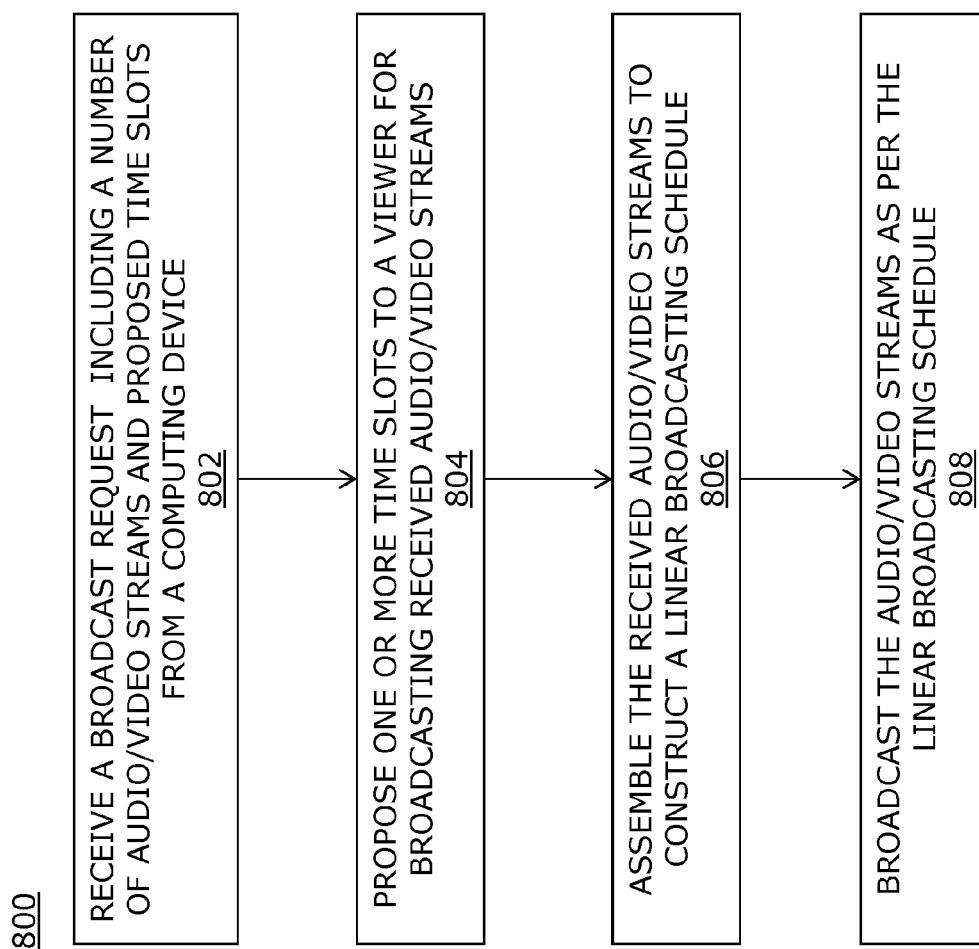 800
RECEIVE A BROADCAST REQUEST INCLUDING A NUMBER
OF AUDIO/VIDEO STREAMS AND PROPOSED TIME SLOTS
FROM A COMPUTING DEVICE
802
PROPOSE ONE OR MORE TIME SLOTS TO A VIEWER FOR
BROADCASTING RECEIVED AUDIO/VIDEO STREAMS
804
ASSEMBLE THE RECEIVED AUDIO/VIDEO STREAMS TO
CONSTRUCT A LINEAR BROADCASTING SCHEDULE
806
BROADCAST THE AUDIO/VIDEO STREAMS AS PER THE
LINEAR BROADCASTING SCHEDULE
808